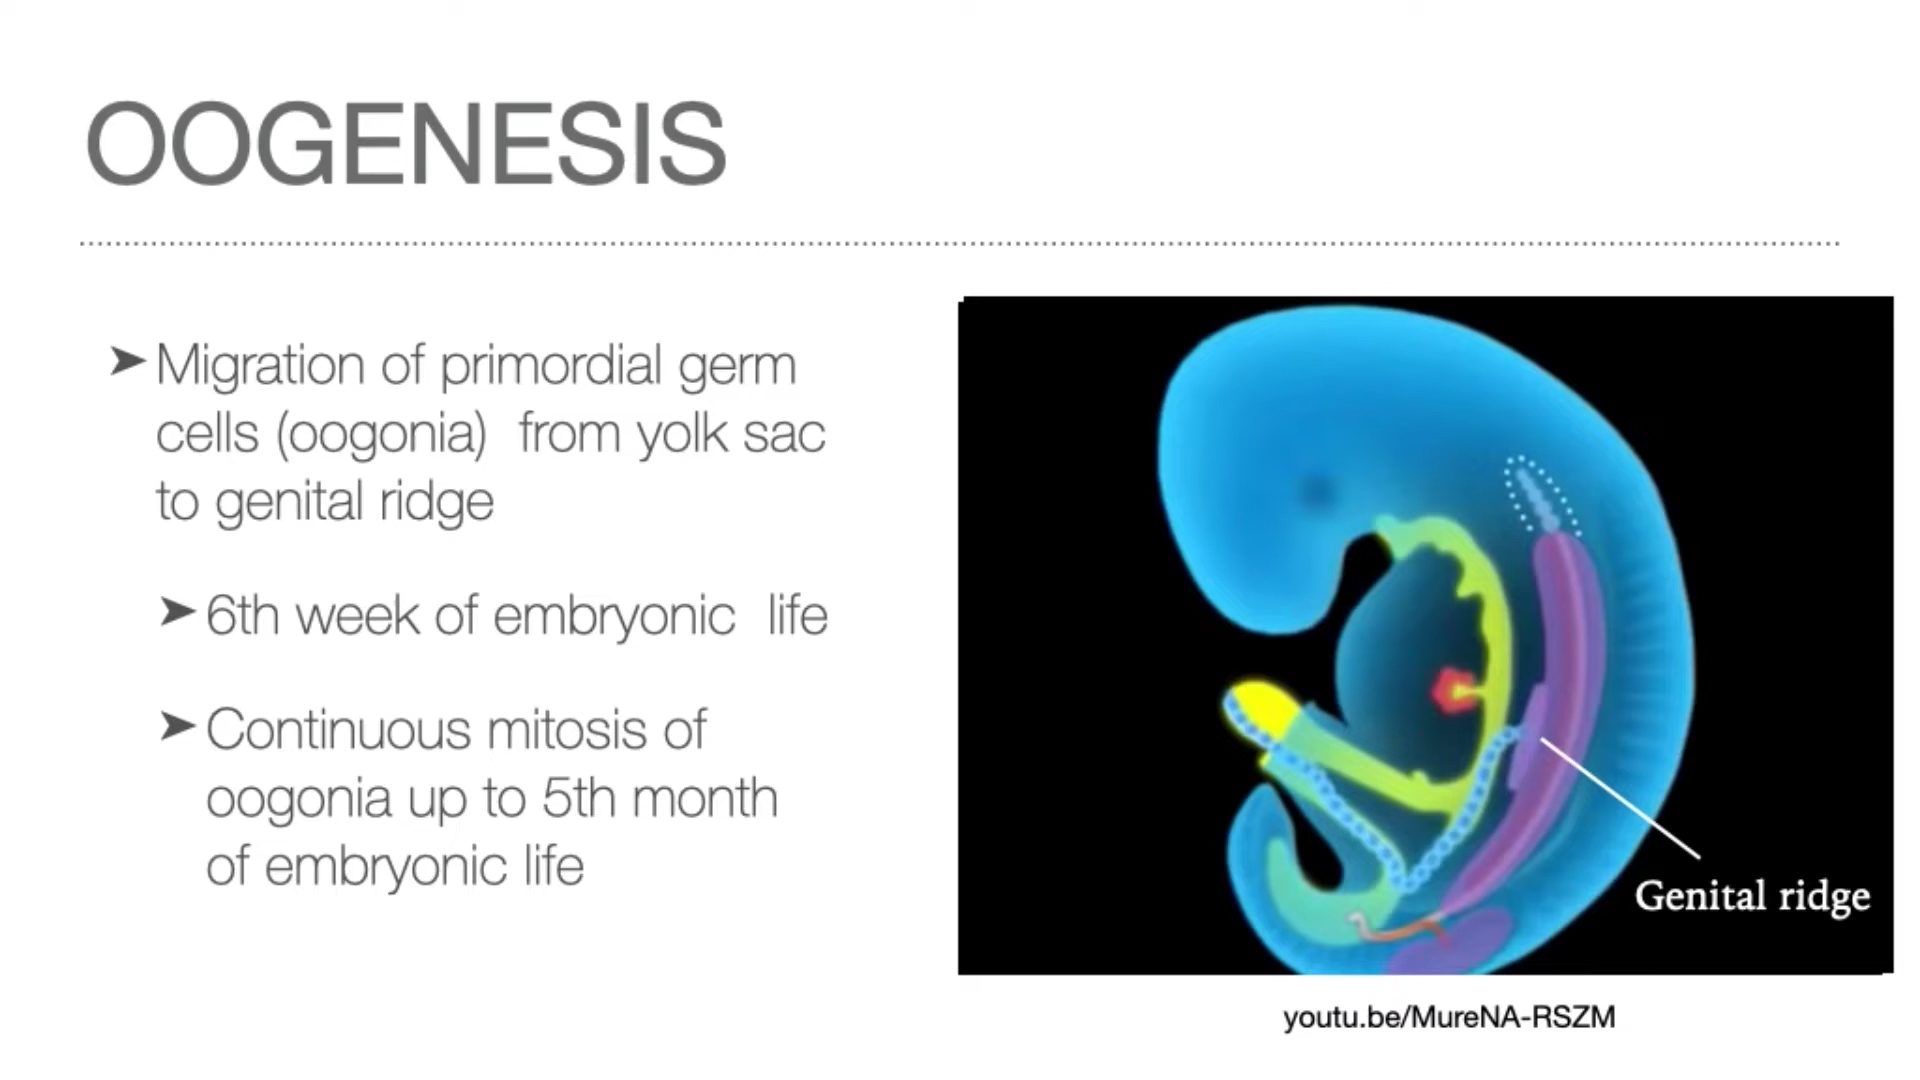 OOGENESIS
➤ Migration of primordial germ
cells (oogonia) from yolk sac
to genital ridge
➤ 6th week of embryonic life
➤ Continuous mitosis of
oogonia up to 5th month
of embryonic life
Genital ridge
youtu.be/MureNA-RSZM